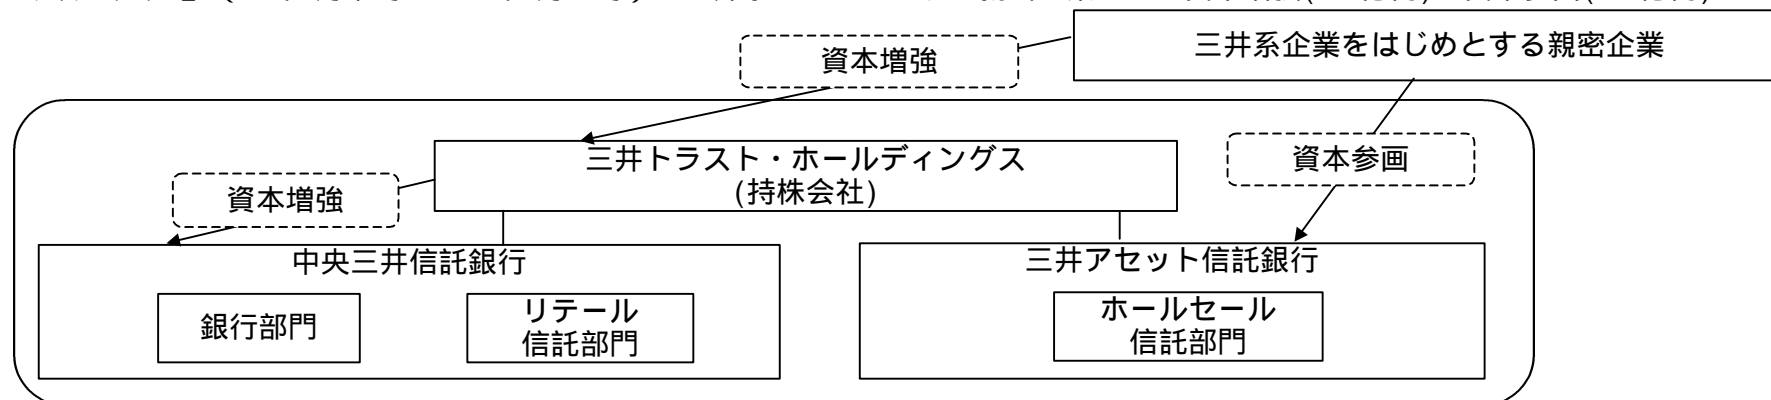 三井系企業をはじめとする親密企業
資本増強
三井トラスト・ホールディングス
(持株会社)
資本参画
資本増強
中央三井信託銀行
三井アセット信託銀行
銀行部門
リテール
信託部門
ホールセール
信託部門